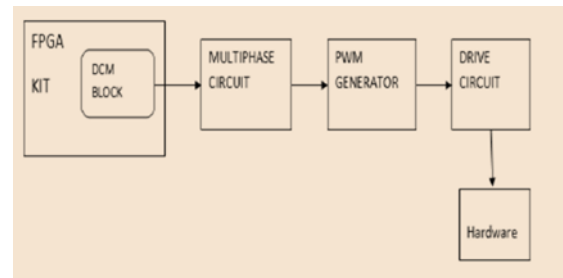 FPGA
KIT
DCM
BLOCK
MULTIPHASE
CIRCUIT
PWM
GENERATOR
DRIVE
CIRCUIT
Hardware